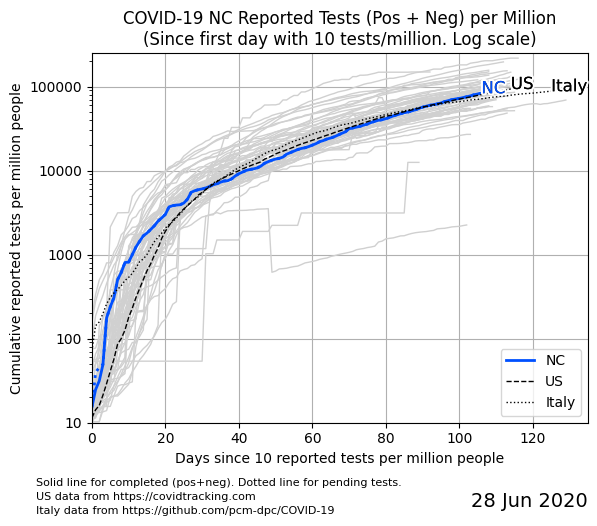 COVID-19 NC Reported Tests (Pos + Neg) per Million
(Since first day with 10 tests/million. Log scale)
Cumulative reported tests per million people
100000
10000
1000
100
10
NC
US
Italy
NC
US
Italy
0
20
40
60
80
100
120
Days since 10 reported tests per million people
Solid line for completed (pos+neg). Dotted line for pending tests.
US data from https://covidtracking.com
Italy data from https://github.com/pcm-dpc/COVID-19
28 Jun 2020